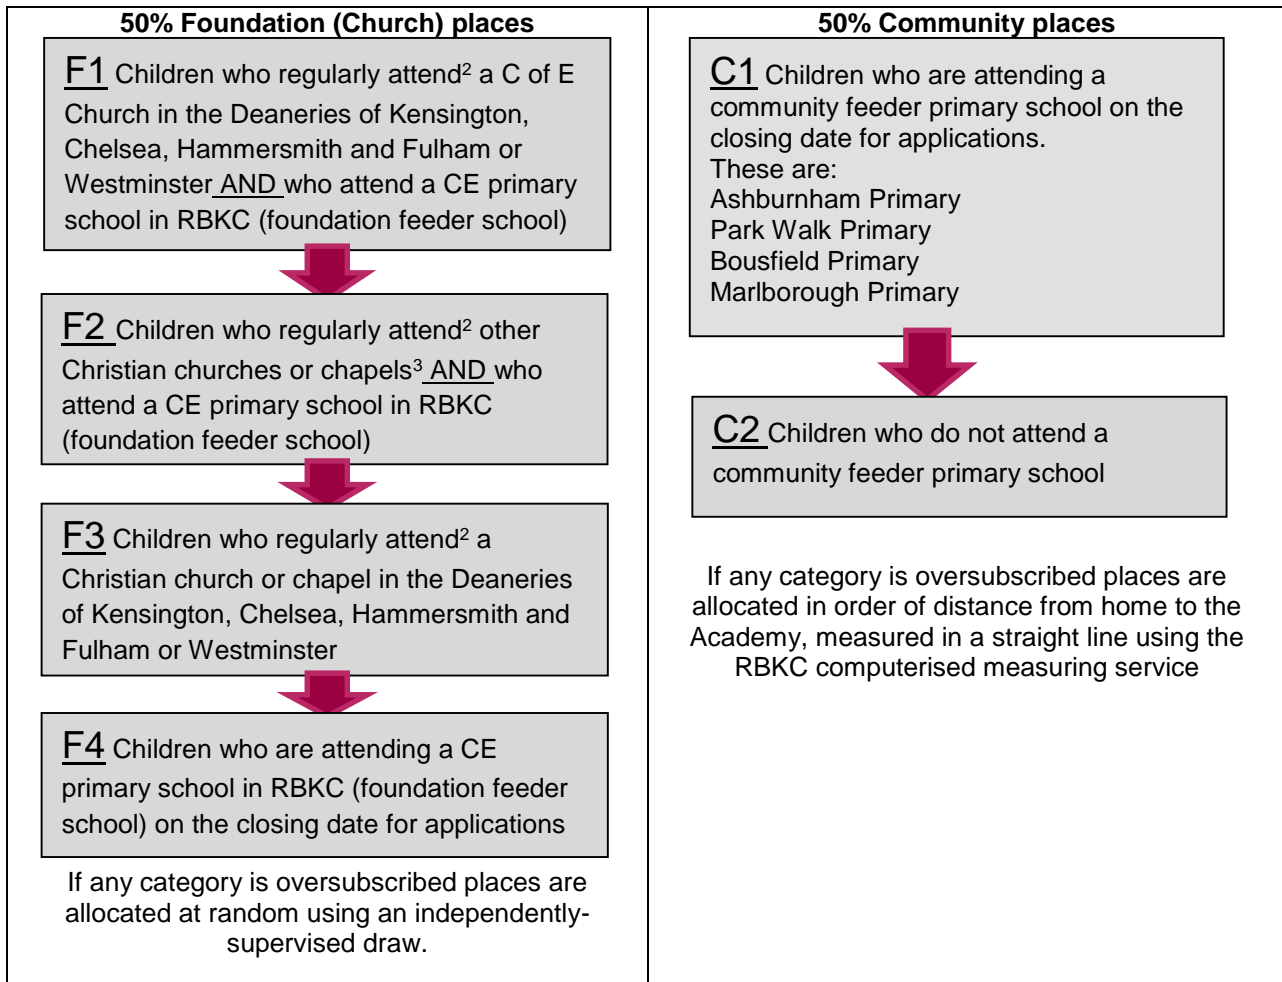 50% Foundation (Church) places
F1 Children who regularly attend² a C of E
Church in the Deaneries of Kensington,
Chelsea, Hammersmith and Fulham or
Westminster AND who attend a CE primary
school in RBKC (foundation feeder school)
F2 Children who regularly attend² other
Christian churches or chapels³ AND who
attend a CE primary school in RBKC
(foundation feeder school)
F3 Children who regularly attend² a
Christian church or chapel in the Deaneries
of Kensington, Chelsea, Hammersmith and
Fulham or Westminster
F4 Children who are attending a CE
primary school in RBKC (foundation feeder
school) on the closing date for applications
If any category is oversubscribed places are
allocated at random using an independently-
supervised draw.
50% Community places
C1 Children who are attending a
community feeder primary school on the
closing date for applications.
These are:
Ashburnham Primary
Park Walk Primary
Bousfield Primary
Marlborough Primary
C2 Children who do not attend a
community feeder primary school
If any category is oversubscribed places are
allocated in order of distance from home to the
Academy, measured in a straight line using the
RBKC computerised measuring service